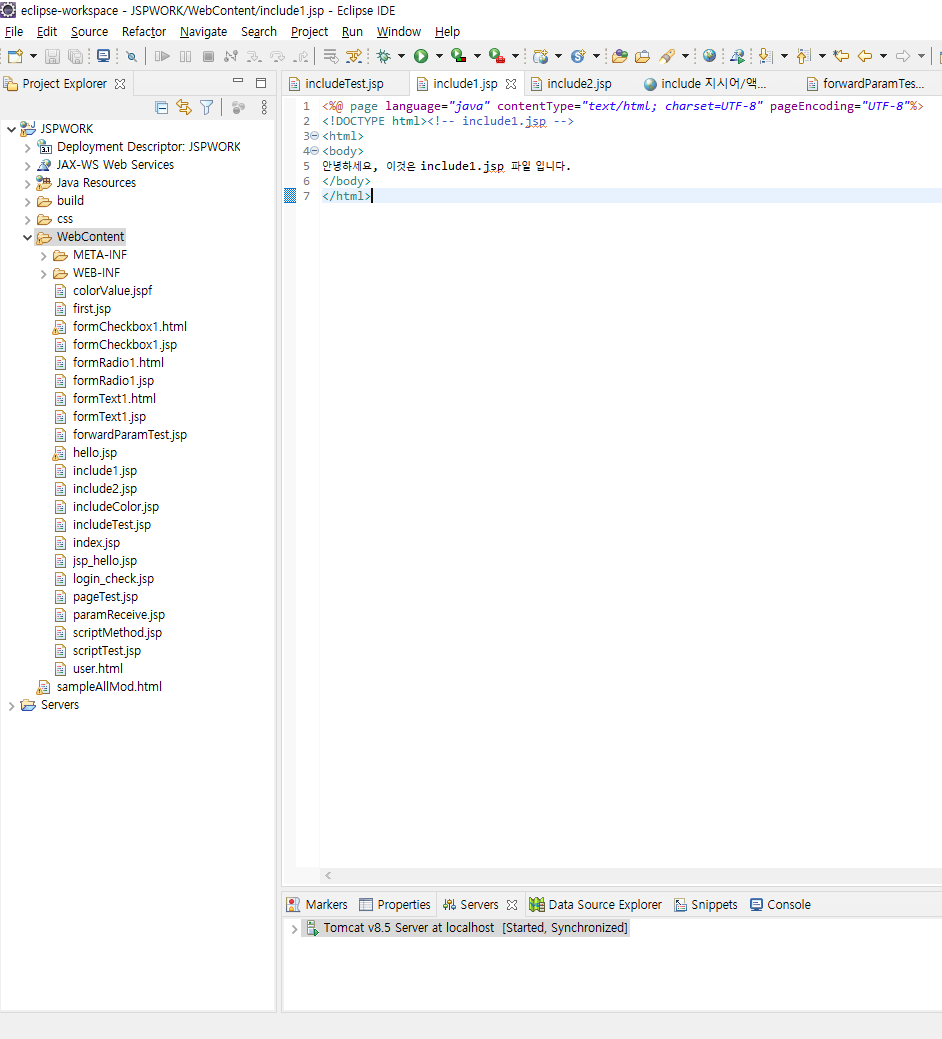 eclipse-workspace - JSPWORK/WebContent/include1.jsp - Eclipse IDE
File Edit Source Refactor Navigate Search Project Run Window Help
Project Explorer
includeTest.jsp include1.jsp include2.jsp include 지시어/액... forwardParamTes...
JSPWORK
Deployment Descriptor: JSPWORK
JAX-WS Web Services
Java Resources
build
css
WebContent
META-INF
WEB-INF
colorValue.jspf
first.jsp
formCheckbox1.html
formCheckbox1.jsp
formRadio1.html
formRadio1.jsp
formText1.html
formText1.jsp
forwardParamTest.jsp
hello.jsp
include1.jsp
include2.jsp
includeColor.jsp
includeTest.jsp
index.jsp
jsp_hello.jsp
login_check.jsp
pageTest.jsp
paramReceive.jsp
scriptMethod.jsp
scriptTest.jsp
user.html
sampleAllMod.html
Servers
1 <%@ page language="java" contentType="text/html; charset=UTF-8" pageEncoding="UTF-8"%>
2 <!DOCTYPE html><!-- include1.jsp -->
3 <html>
4 <body>
5 안녕하세요, 이것은 include1.jsp 파일 입니다.
6 </body>
7 </html>
Markers Properties Servers Data Source Explorer Snippets Console
Tomcat v8.5 Server at localhost [Started, Synchronized]